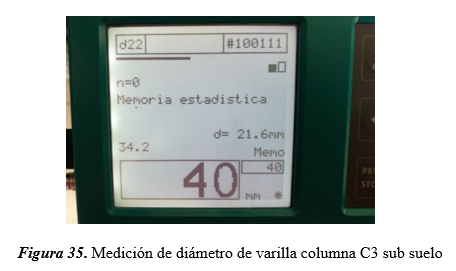 d22 #100111
n=0
Memoria estadistica
d= 21.6mm
34.2 Memo
40
40 mm
Figura 35. Medición de diámetro de varilla columna C3 sub suelo